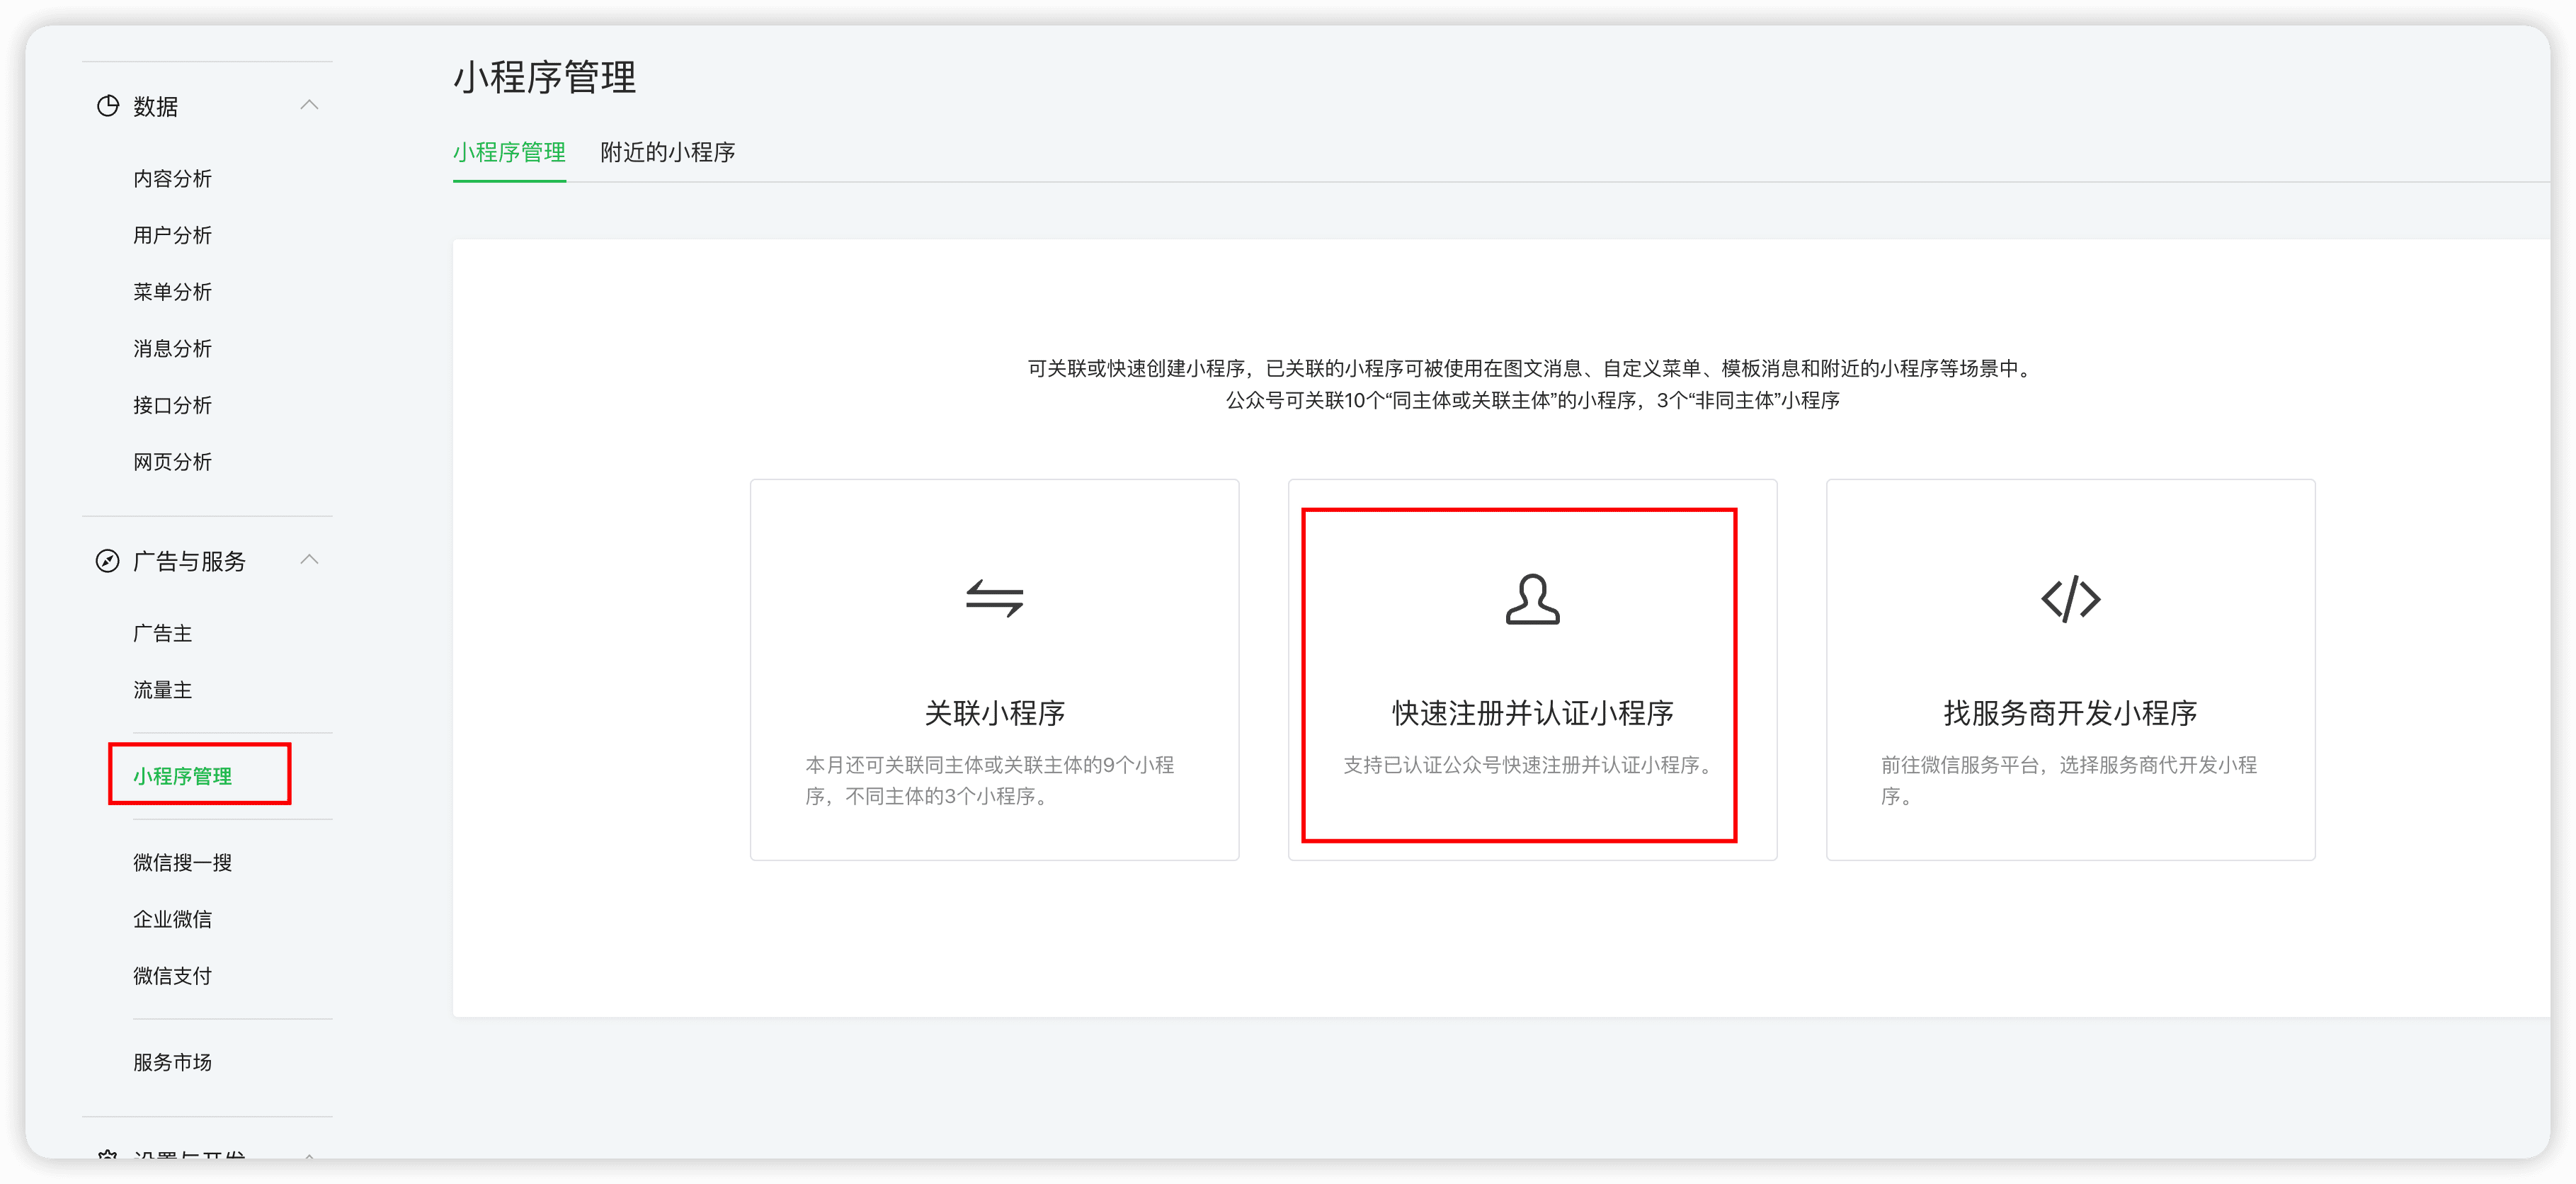 数据
内容分析
用户分析
菜单分析
消息分析
接口分析
网页分析
广告与服务
广告主
流量主
小程序管理
微信搜一搜
企业微信
微信支付
服务市场
设置与开发
小程序管理
小程序管理
附近的小程序
可关联或快速创建小程序，已关联的小程序可被使用在图文消息、自定义菜单、模板消息和附近的小程序等场景中。
公众号可关联10个“同主体或关联主体”的小程序，3个“非同主体”小程序
关联小程序
本月还可关联同主体或关联主体的9个小程
序，不同主体的3个小程序。
快速注册并认证小程序
支持已认证公众号快速注册并认证小程序。
找服务商开发小程序
前往微信服务平台，选择服务商代开发小程
序。